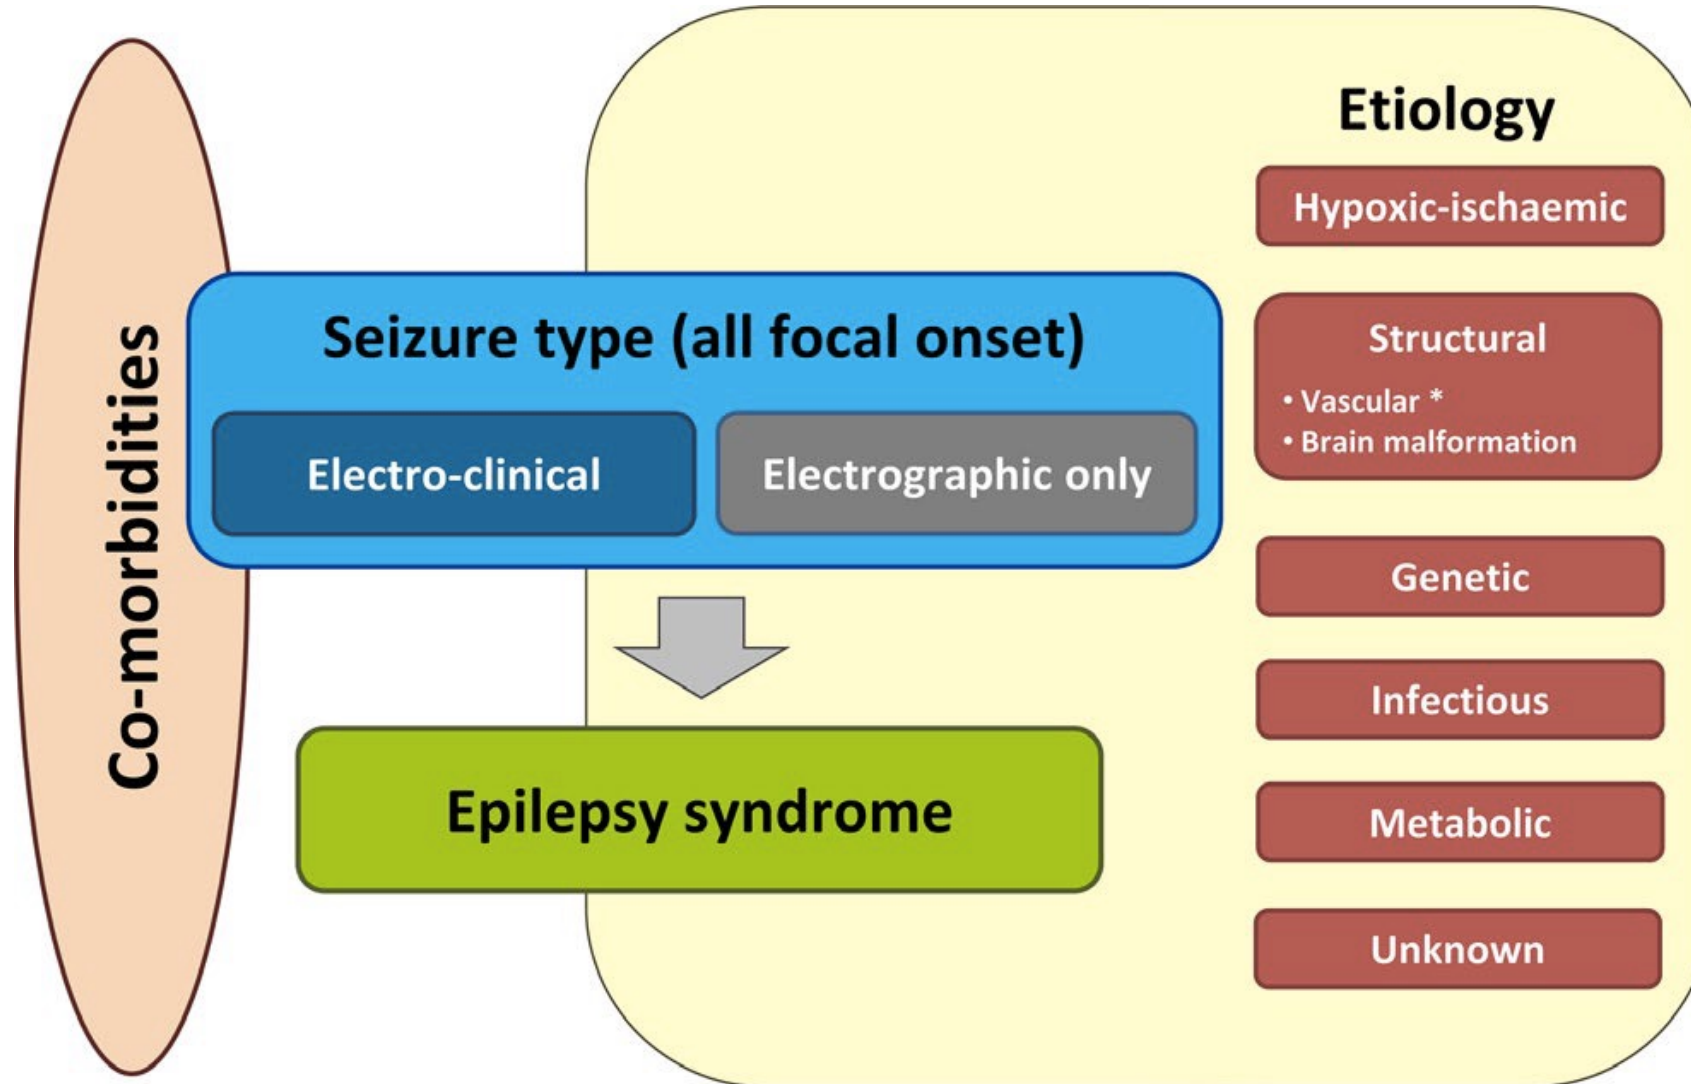 Co-morbidities
Seizure type (all focal onset)
Electro-clinical
Electrographic only
Epilepsy syndrome
Etiology
Hypoxic-ischaemic
Structural
• Vascular *
• Brain malformation
Genetic
Infectious
Metabolic
Unknown